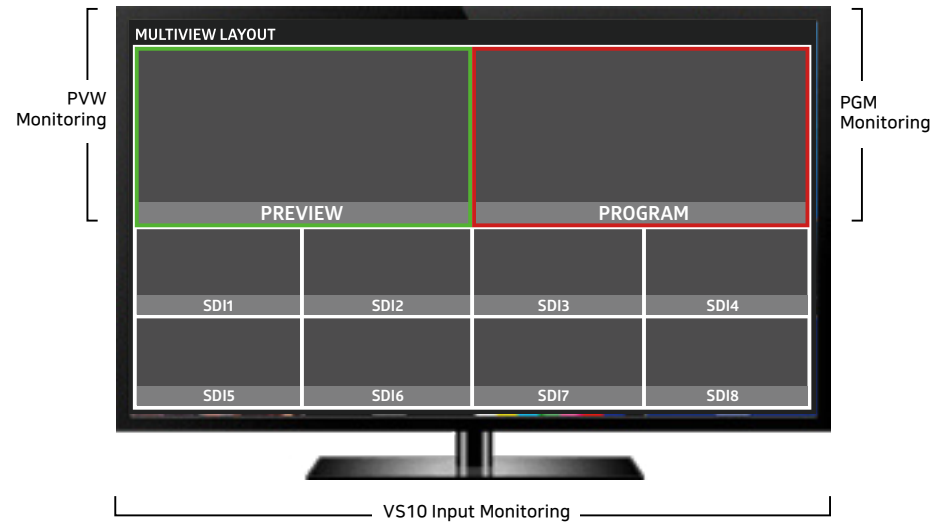 MULTIVIEW LAYOUT
PVW
Monitoring
PGM
Monitoring
PREVIEW
PROGRAM
SDI1
SDI2
SDI3
SDI4
SDI5
SDI6
SDI7
SDI8
VS10 Input Monitoring